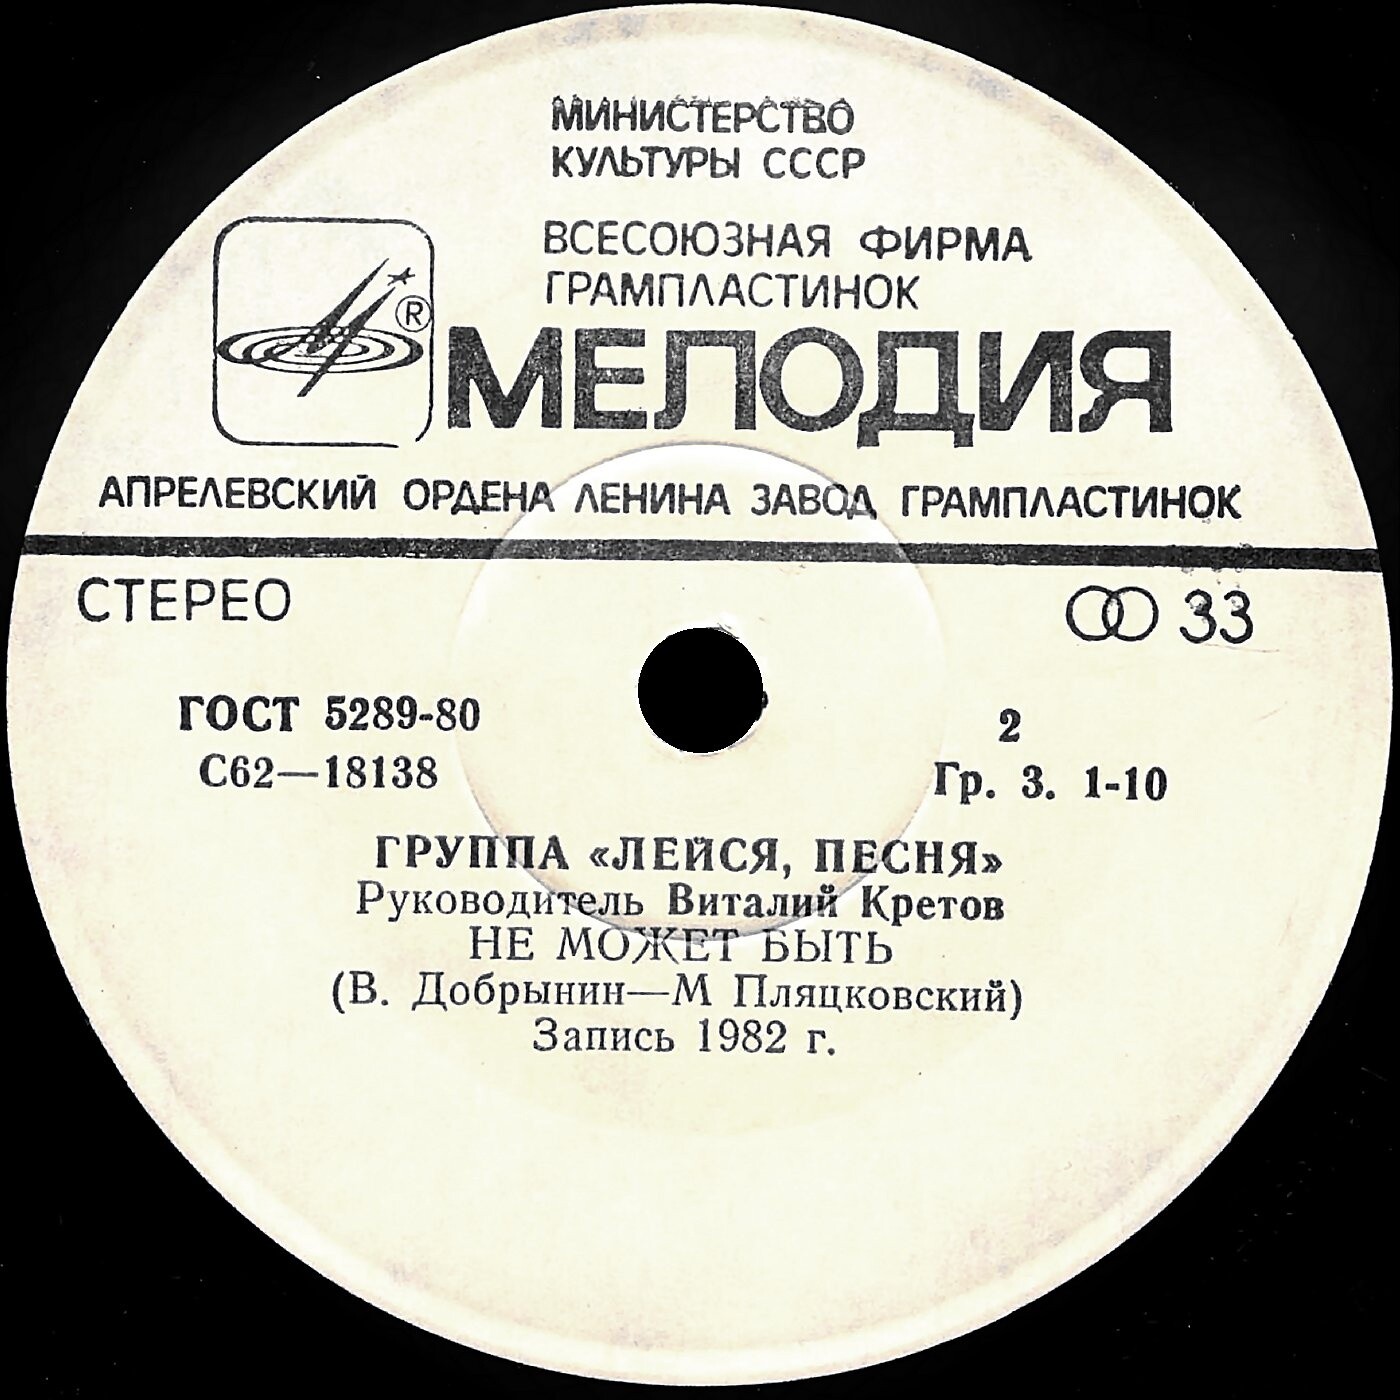 МИНИСТЕРСТВО
КУЛЬТУРЫ СССР
ВСЕСОЮЗНАЯ ФИРМА
ГРАМПЛАСТИНОК
®
МЕЛОДИЯ
АПРЕЛЕВСКИЙ ОРДЕНА ЛЕНИНА ЗАВОД ГРАМПЛАСТИНОК
СТЕРЕО 33
ГОСТ 5289-80 2
С62—18138 Гр. 3. 1-10
ГРУППА «ЛЕЙСЯ, ПЕСНЯ»
Руководитель Виталий Кретов
НЕ МОЖЕТ БЫТЬ
(В. Добрынин—М Пляцковский)
Запись 1982 г.